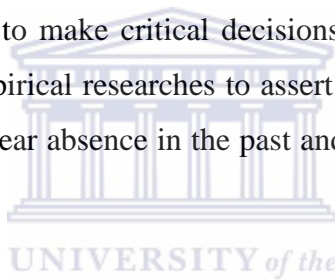 to make critical decisions
pirical researches to assert
ear absence in the past and
UNIVERSITY of the